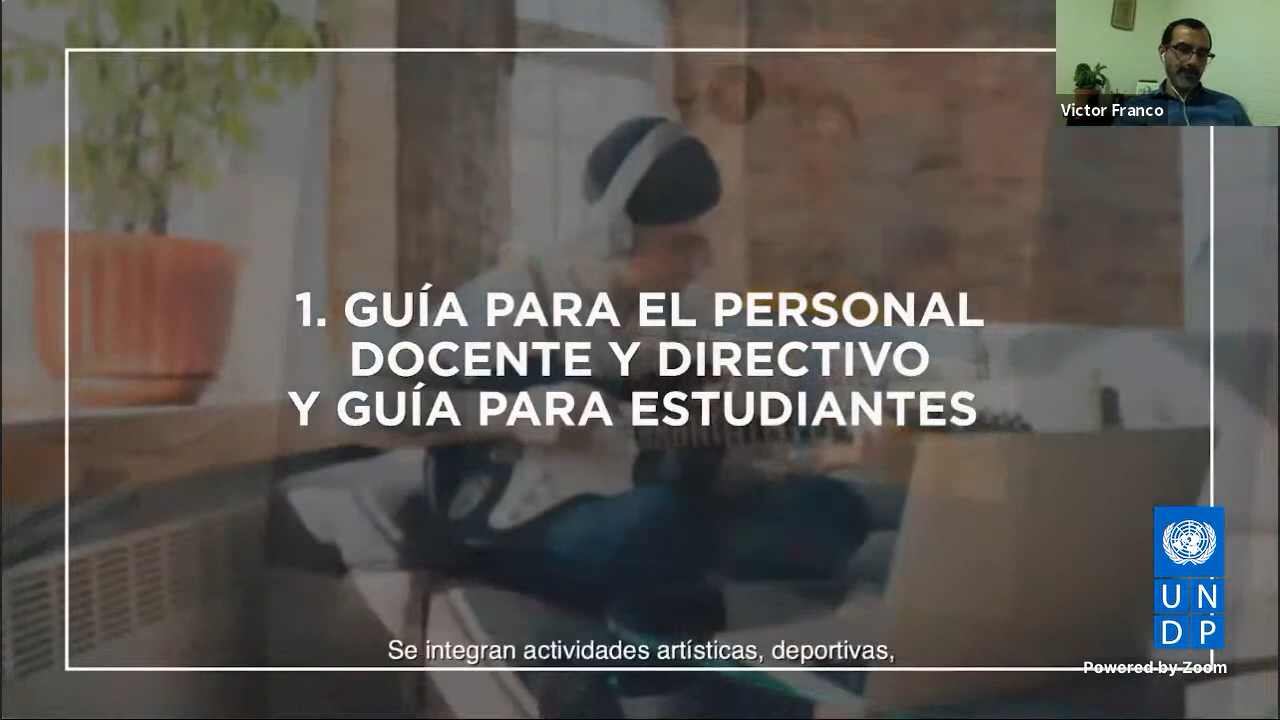 Victor Franco
1. GUÍA PARA EL PERSONAL
DOCENTE Y DIRECTIVO
Y GUÍA PARA ESTUDIANTES
U N
D P
Se integran actividades artísticas, deportivas,
Powered by Zoom